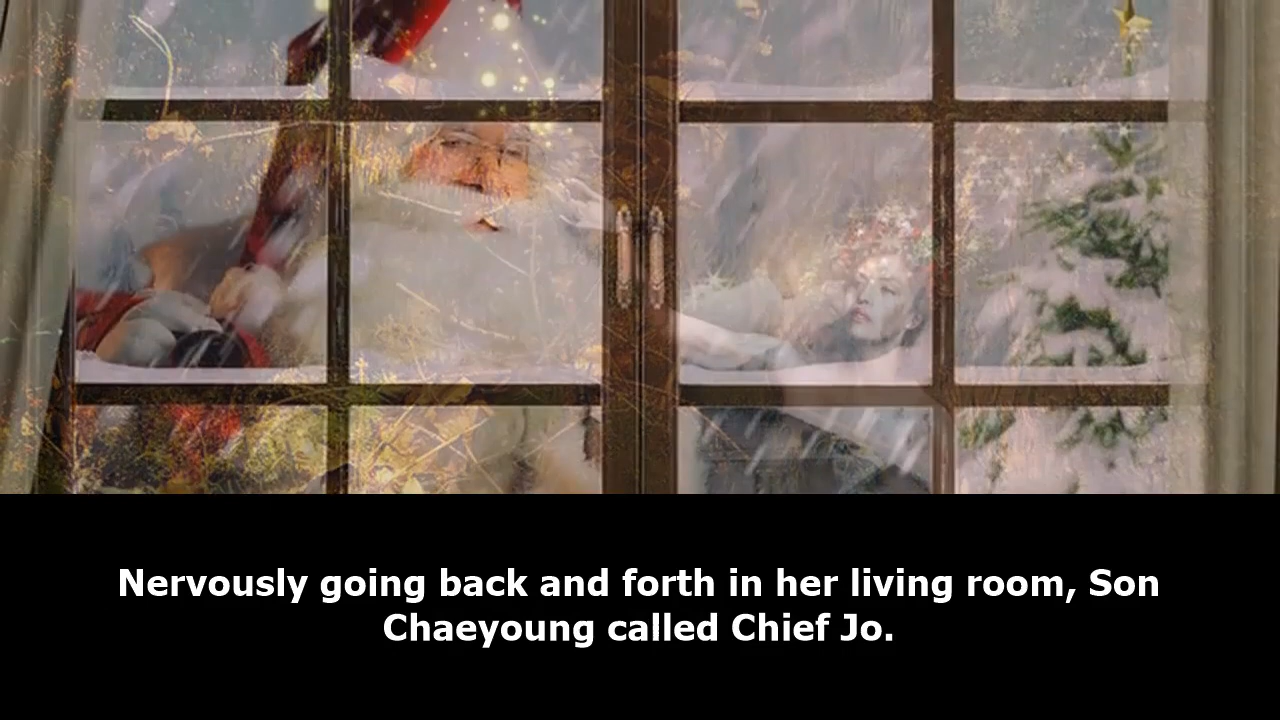 Nervously going back and forth in her living room, Son
Chaeyoung called Chief Jo.